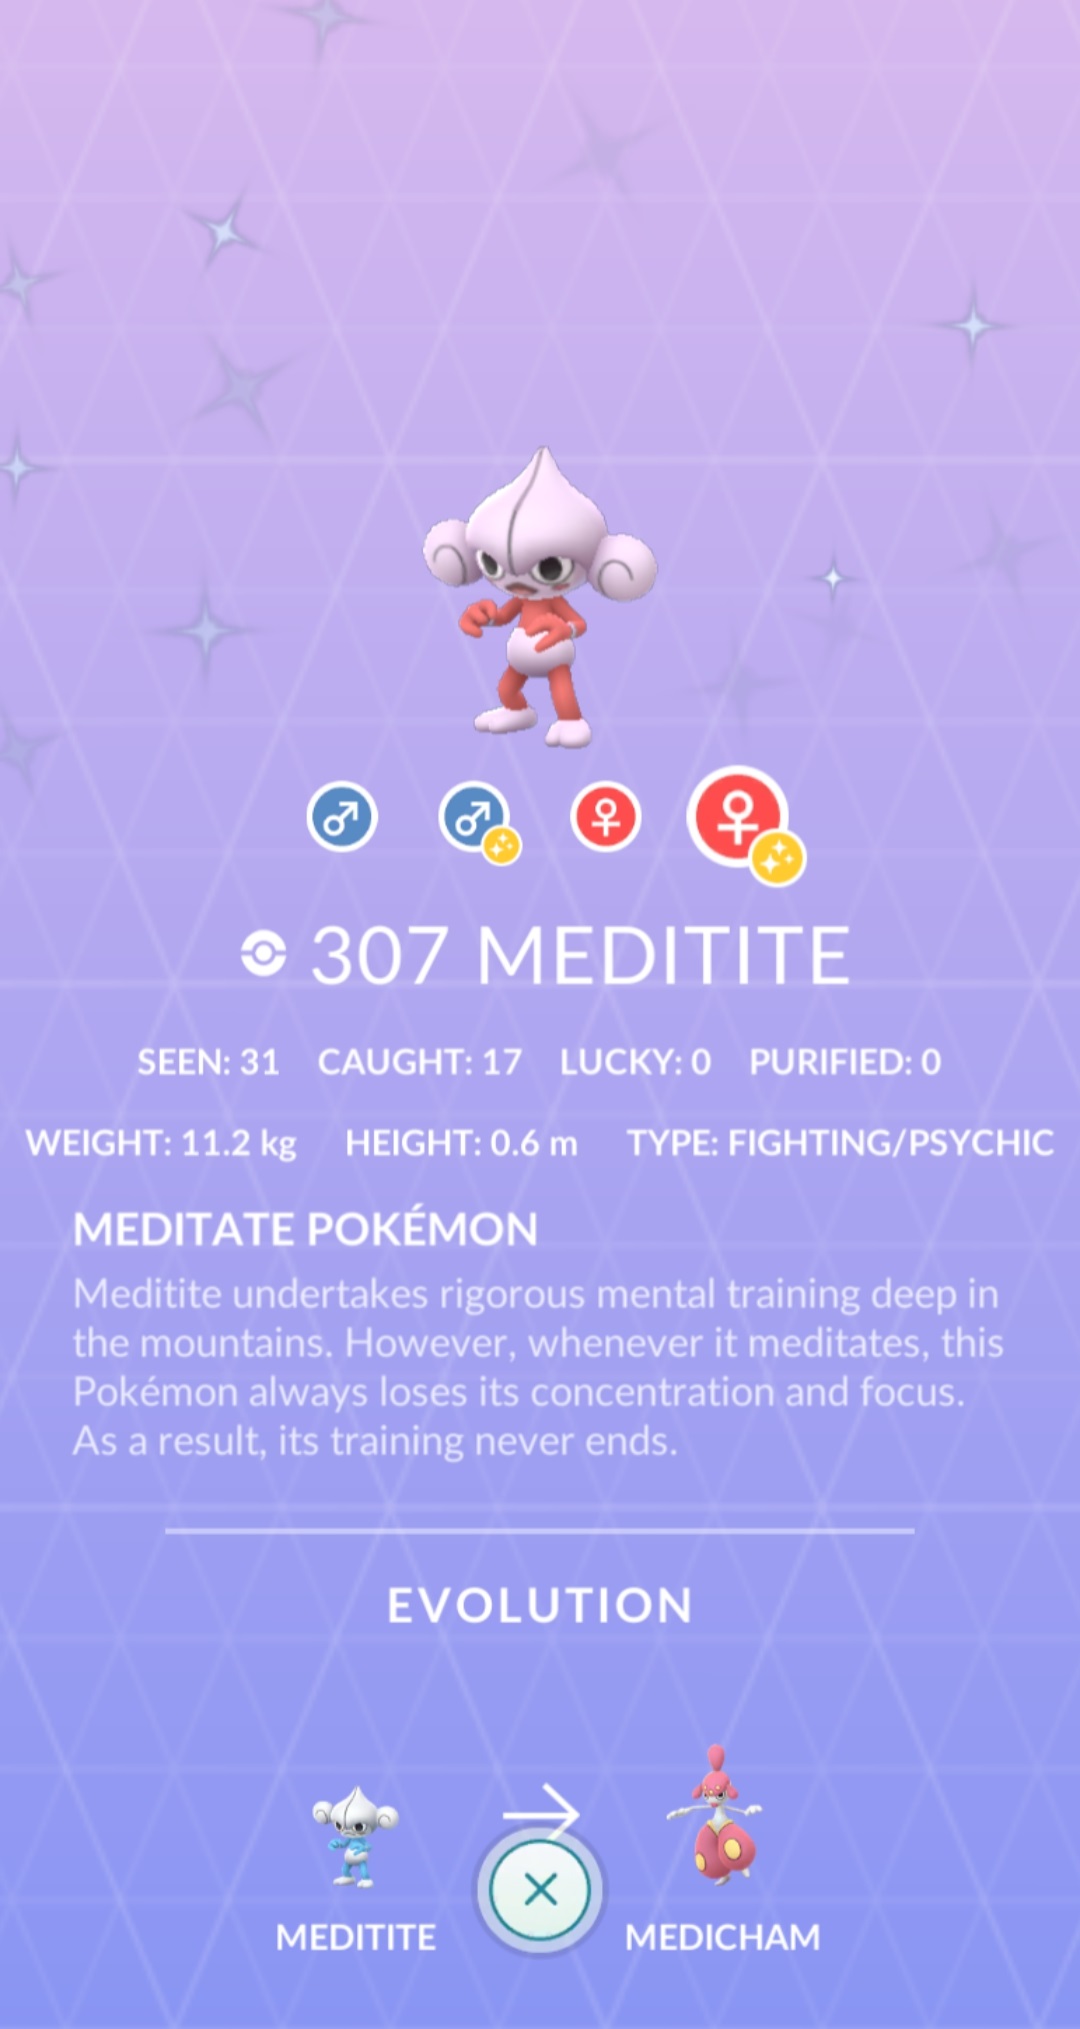 307 MEDITITE
SEEN: 31 CAUGHT: 17 LUCKY: 0 PURIFIED: 0
WEIGHT: 11.2 kg HEIGHT: 0.6 m TYPE: FIGHTING/PSYCHIC
MEDITATE POKÉMON
Meditite undertakes rigorous mental training deep in
the mountains. However, whenever it meditates, this
Pokémon always loses its concentration and focus.
As a result, its training never ends.
EVOLUTION
MEDITITE MEDICHAM